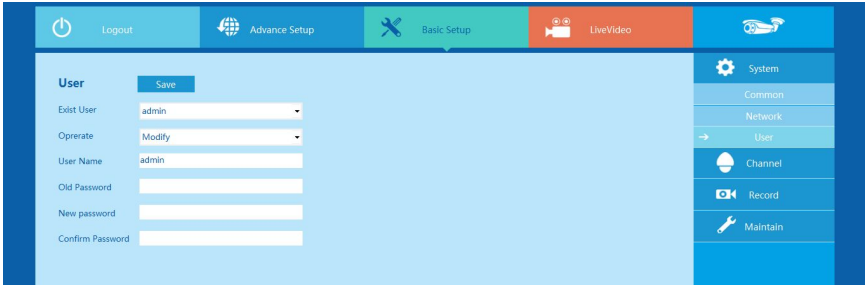 Logout
Advance Setup
Basic Setup
LiveVideo
User
Save
Exist User
admin
Oprerate
Modify
User Name
admin
Old Password
New password
Confirm Password
System
Common
Network
User
Channel
Record
Maintain